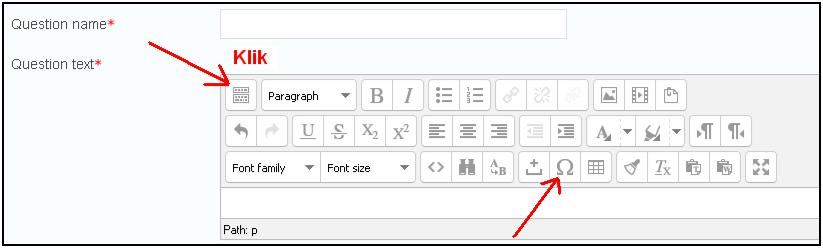 Question name*
Klik
Question text*
Paragraph B I
U S X2 X2 A
Font family Font size <> A B Ω Tx T W
Path: p